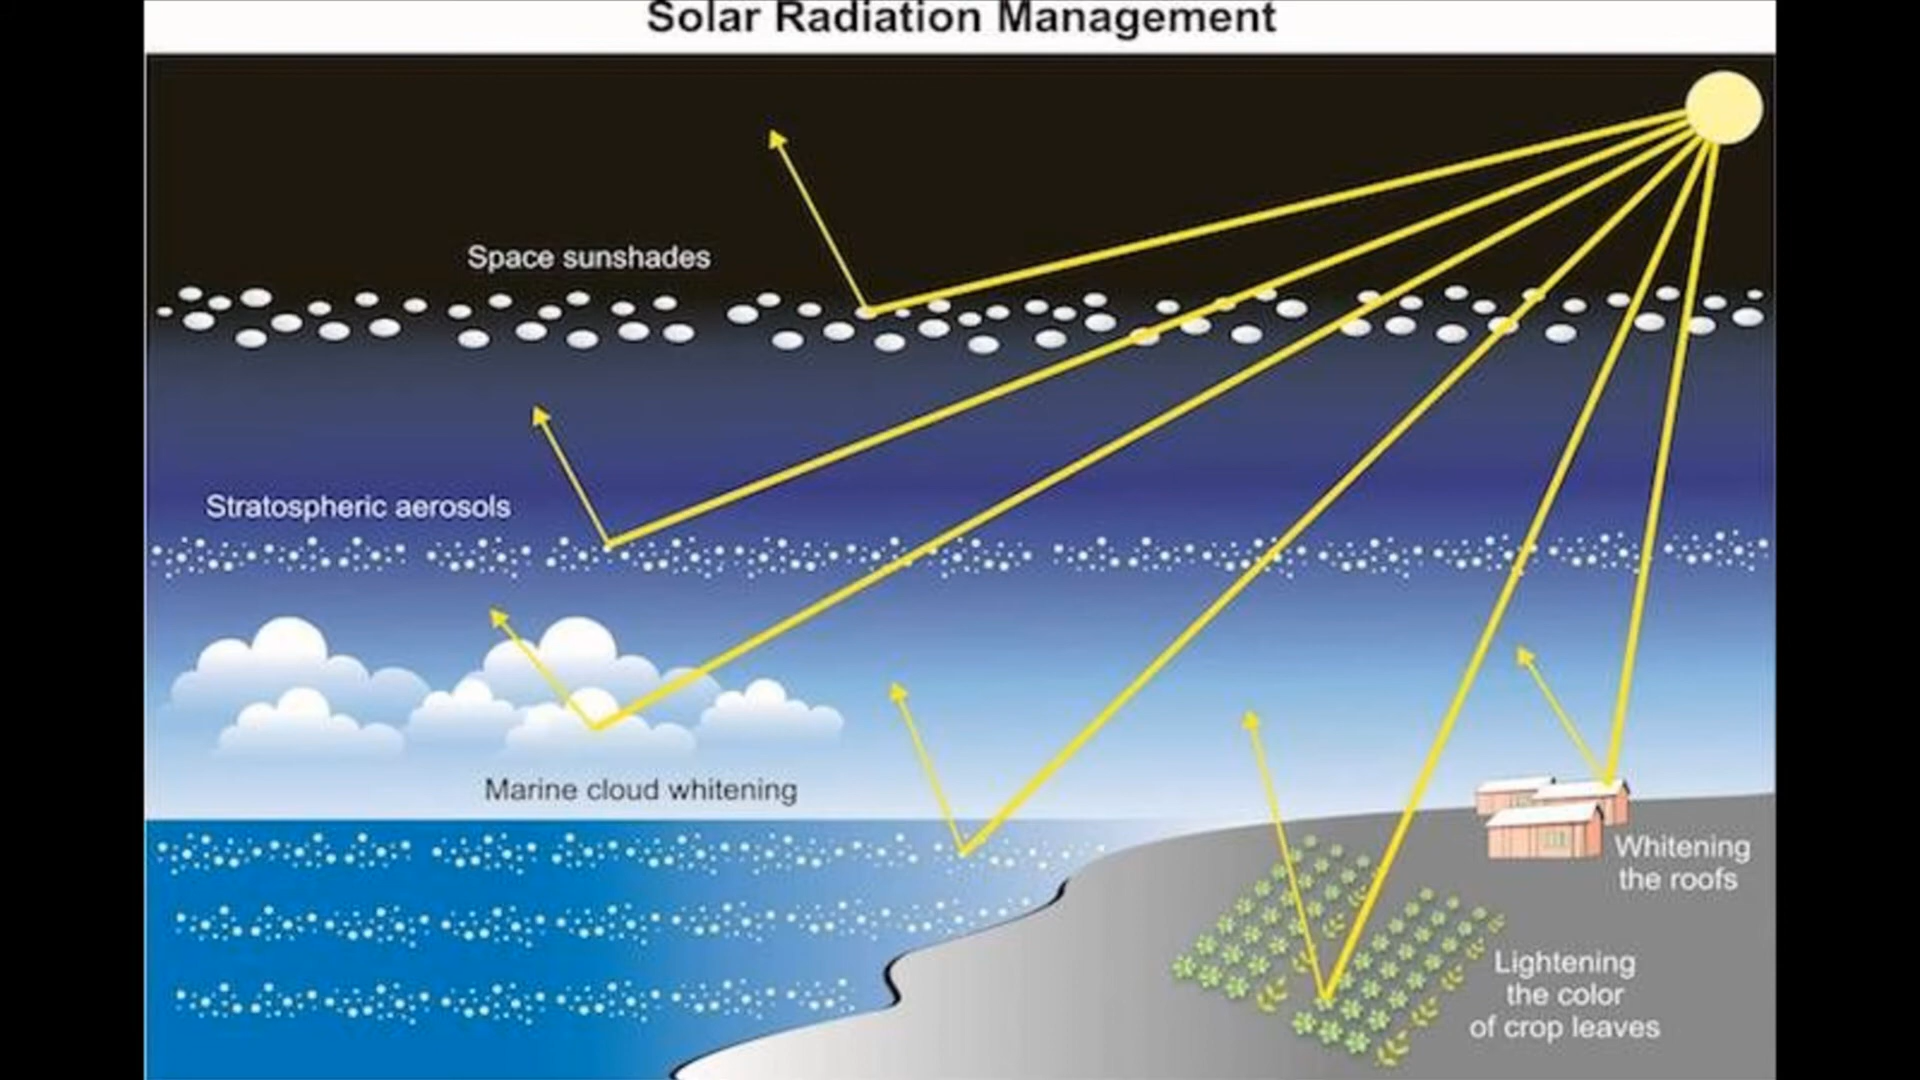 Solar Radiation Management
Space sunshades
Stratospheric aerosols
Marine cloud whitening
Whitening
the roofs
Lightening
the color
of crop leaves